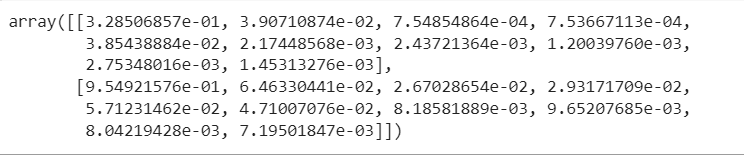 array([[3.28506857e-01, 3.90710874e-02, 7.54854864e-04, 7.53667113e-04,
3.85438884e-02, 2.17448568e-03, 2.43721364e-03, 1.20039760e-03,
2.75348016e-03, 1.45313276e-03],
[9.54921576e-01, 6.46330441e-02, 2.67028654e-02, 2.93171709e-02,
5.71231462e-02, 4.71007076e-02, 8.18581889e-03, 9.65207685e-03,
8.04219428e-03, 7.19501847e-03]])